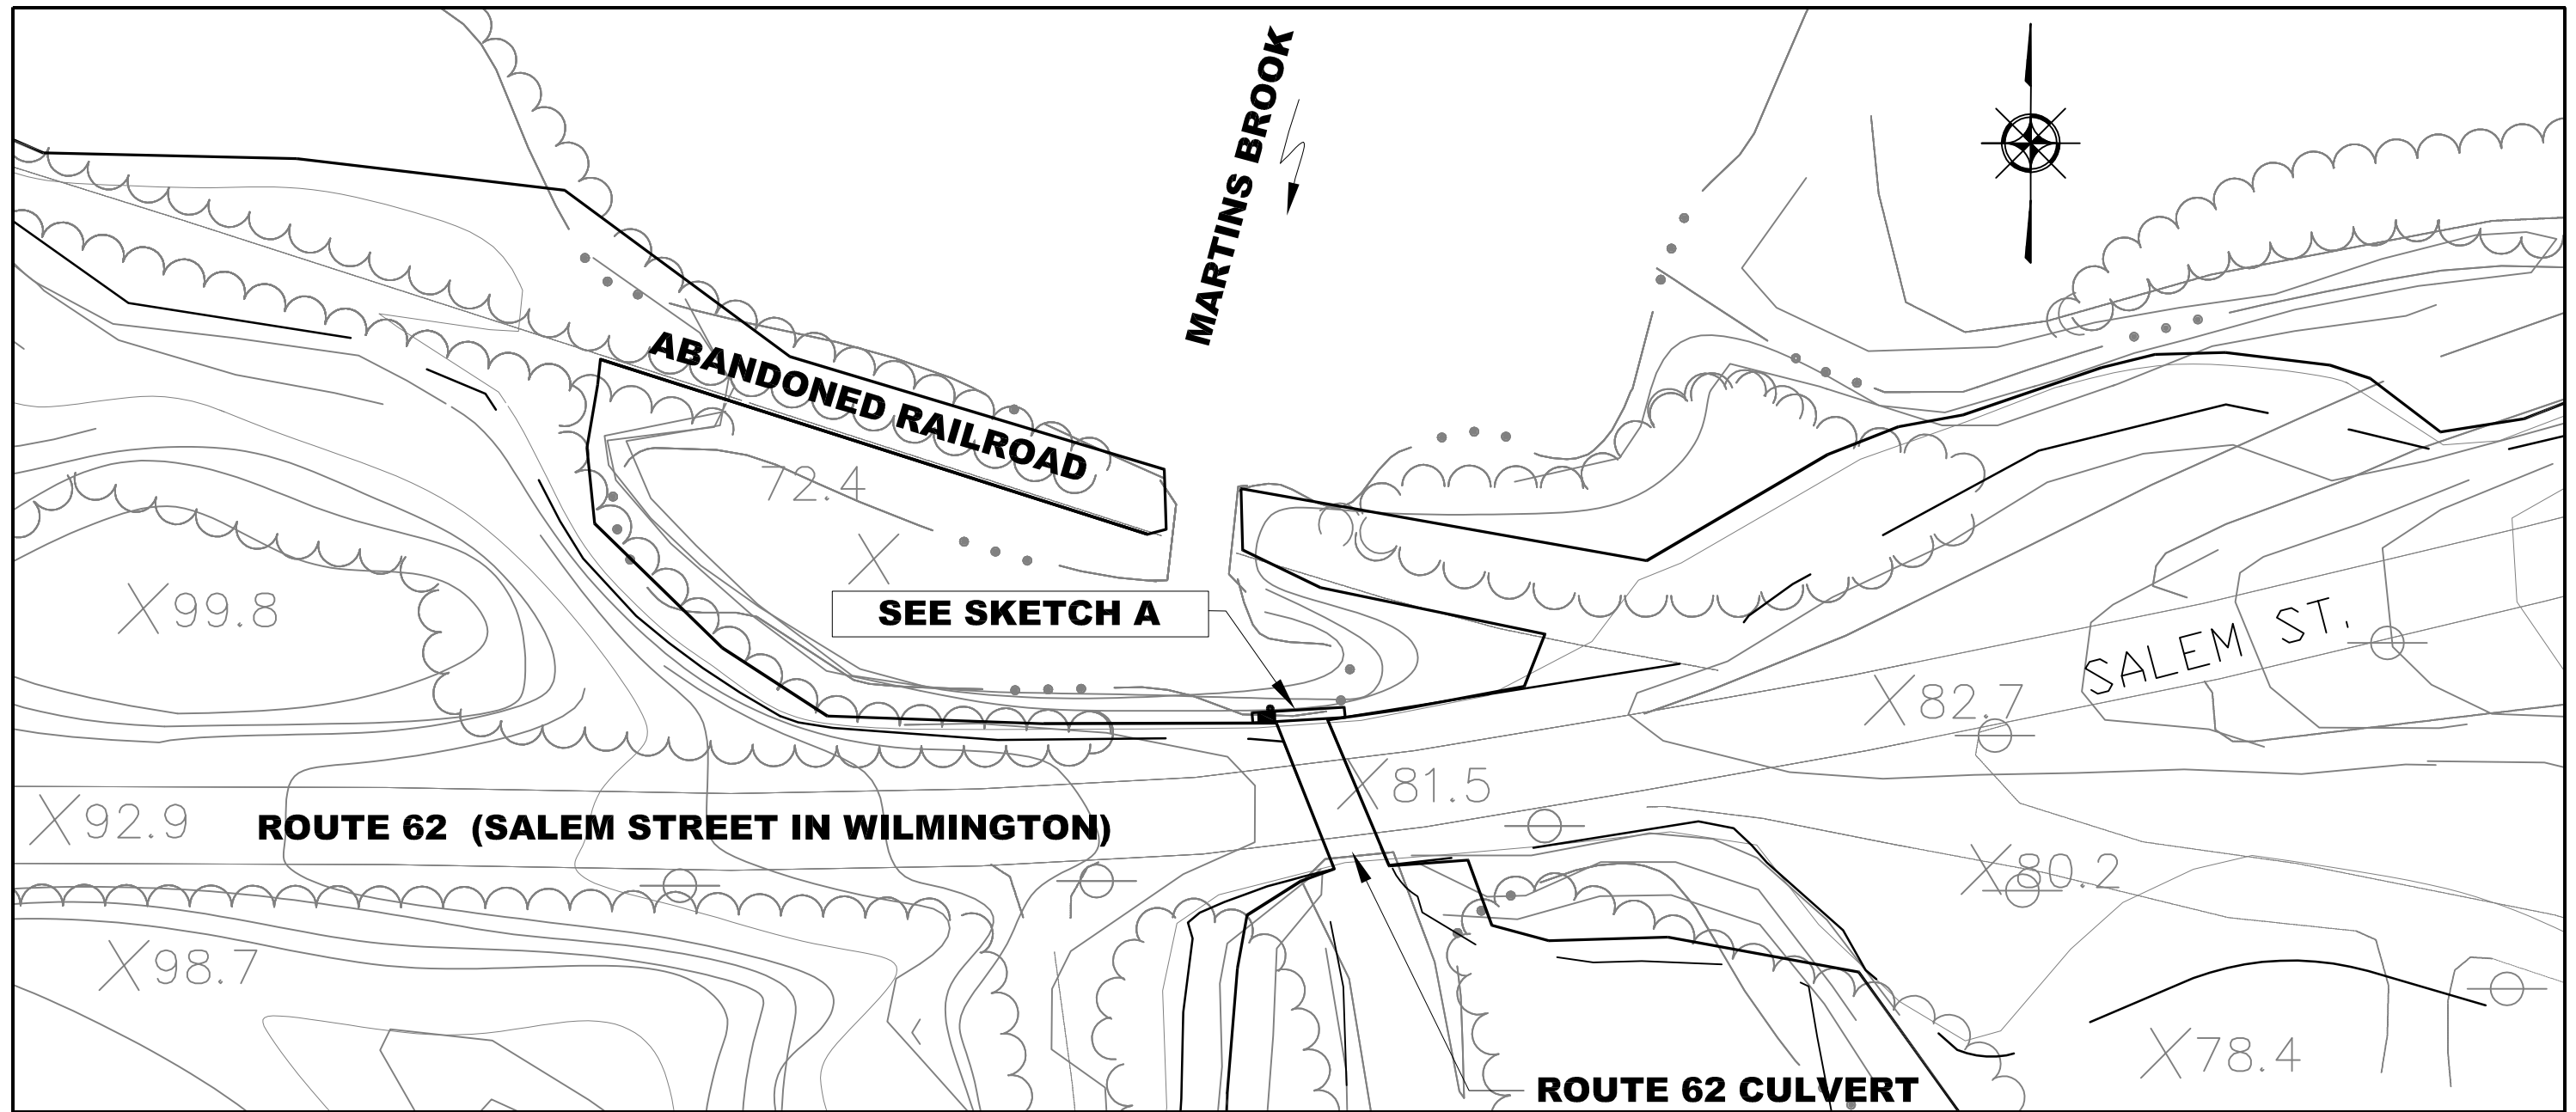 MARTINS BROOK
ABANDONED RAILROAD
72.4
SEE SKETCH A
99.8
SALEM ST.
82.7
81.5
92.9
ROUTE 62 (SALEM STREET IN WILMINGTON)
80.2
98.7
78.4
ROUTE 62 CULVERT